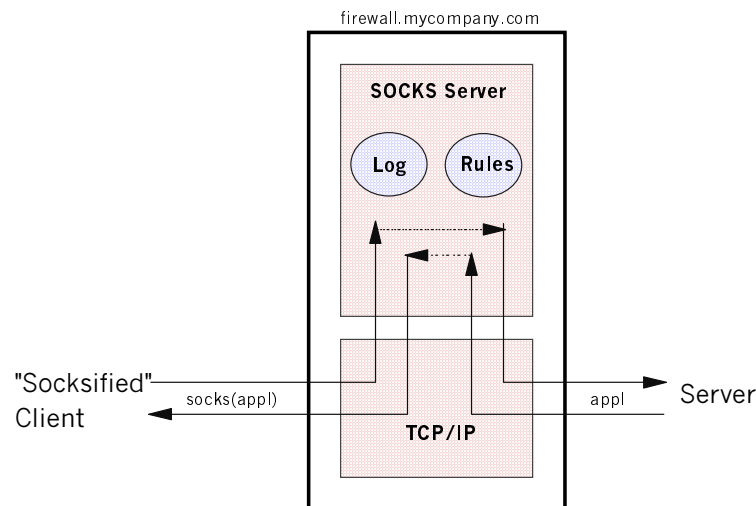 firewall.mycompany.com
SOCKS Server
Log
Rules
"Socksified"
Client
socks(appl)
appl
Server
TCP/IP